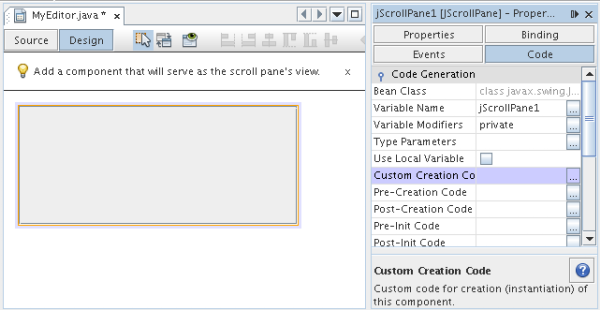 MyEditor.java * x
Source Design
Add a component that will serve as the scroll pane's view. x
jScrollPane1 [JScrollPane] - Proper... x
Properties Binding
Events Code
Code Generation
Bean Class class javax.swing.J...
Variable Name jScrollPane1 ...
Variable Modifiers private ...
Type Parameters ...
Use Local Variable
Custom Creation Co ...
Pre-Creation Code ...
Post-Creation Code ...
Pre-Init Code ...
Post-Init Code ...
Custom Creation Code ?
Custom code for creation (instantiation) of
this component.